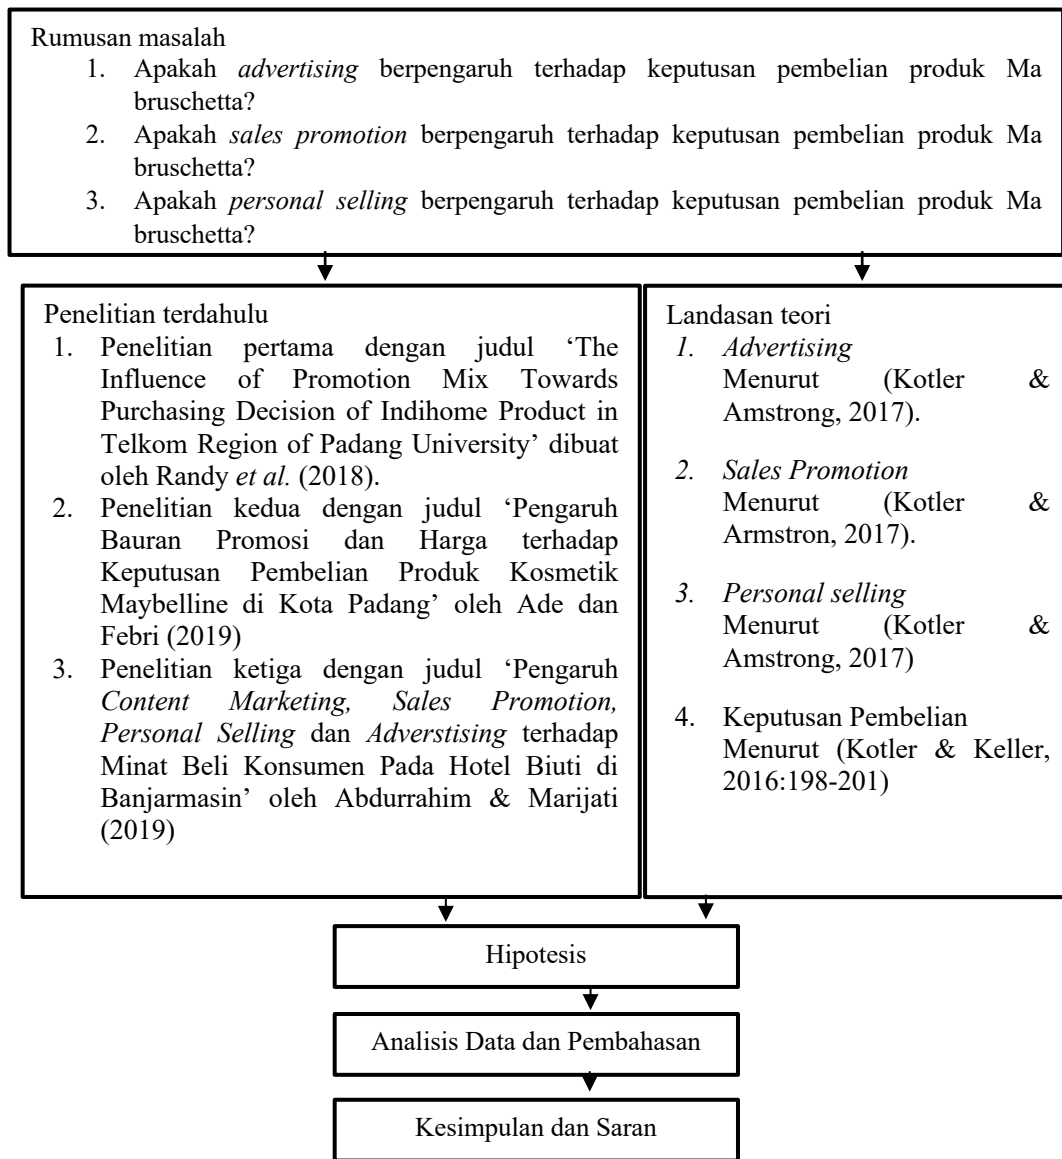 Rumusan masalah
1. Apakah advertising berpengaruh terhadap keputusan pembelian produk Ma
bruschetta?
2. Apakah sales promotion berpengaruh terhadap keputusan pembelian produk Ma
bruschetta?
3. Apakah personal selling berpengaruh terhadap keputusan pembelian produk Ma
bruschetta?
Penelitian terdahulu
1. Penelitian pertama dengan judul ‘The
Influence of Promotion Mix Towards
Purchasing Decision of Indihome Product in
Telkom Region of Padang University’ dibuat
oleh Randy et al. (2018).
2. Penelitian kedua dengan judul ‘Pengaruh
Bauran Promosi dan Harga terhadap
Keputusan Pembelian Produk Kosmetik
Maybelline di Kota Padang’ oleh Ade dan
Febri (2019)
3. Penelitian ketiga dengan judul ‘Pengaruh
Content Marketing, Sales Promotion,
Personal Selling dan Adverstising terhadap
Minat Beli Konsumen Pada Hotel Biuti di
Banjarmasin’ oleh Abdurrahim & Marijati
(2019)
Landasan teori
1. Advertising
Menurut (Kotler &
Amstrong, 2017).
2. Sales Promotion
Menurut (Kotler &
Armstron, 2017).
3. Personal selling
Menurut (Kotler &
Amstrong, 2017)
4. Keputusan Pembelian
Menurut (Kotler & Keller,
2016:198-201)
Hipotesis
Analisis Data dan Pembahasan
Kesimpulan dan Saran